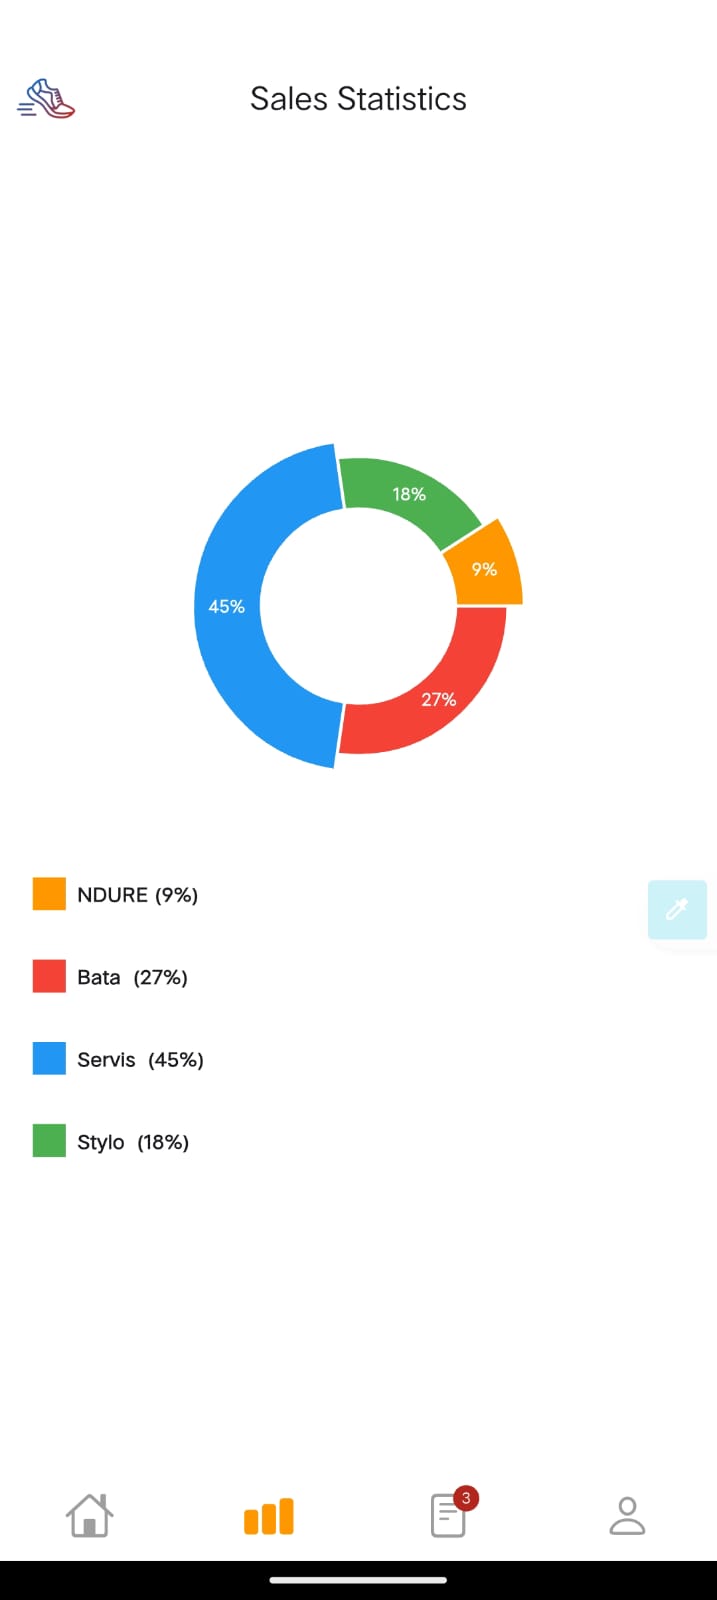 Sales Statistics
18%
9%
45%
27%
NDURE (9%)
Bata (27%)
Servis (45%)
Stylo (18%)
3